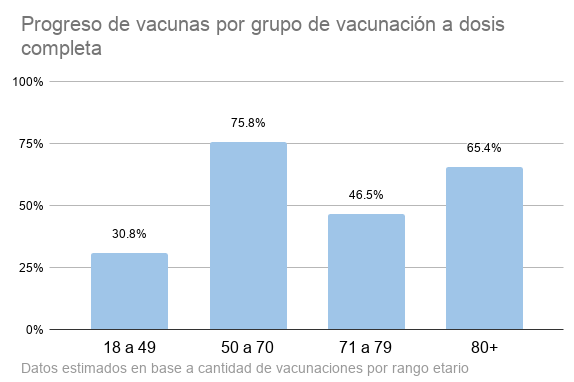 Progreso de vacunas por grupo de vacunación a dosis
completa
100%
75%
50%
25%
0%
30.8%
75.8%
46.5%
65.4%
18 a 49
50 a 70
71 a 79
80+
Datos estimados en base a cantidad de vacunaciones por rango etario